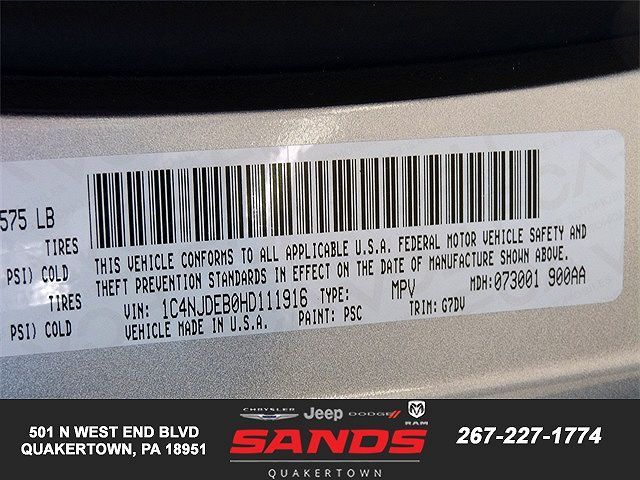 575 LB
TIRES
PSI) COLD
TIRES
PSI) COLD
THIS VEHICLE CONFORMS TO ALL APPLICABLE U.S.A. FEDERAL MOTOR VEHICLE SAFETY AND
THEFT PREVENTION STANDARDS IN EFFECT ON THE DATE OF MANUFACTURE SHOWN ABOVE.
VIN: 1C4NJDEB0HD111916 TYPE: MPV MDH: 073001 900AA
VEHICLE MADE IN U.S.A. PAINT: PSC TRIM: G7DV
501 N WEST END BLVD
QUAKERTOWN, PA 18951
CHRYSLER Jeep DODGE RAM
SANDS
QUAKERTOWN
267-227-1774